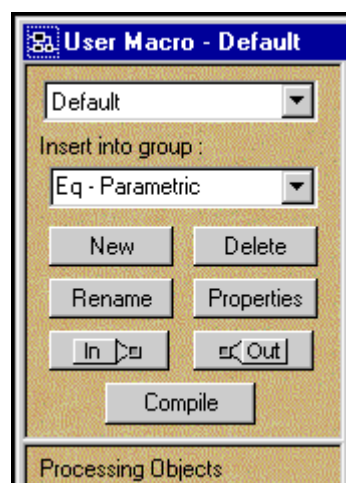 User Macro - Default
Default
Insert into group :
Eq - Parametric
New Delete
Rename Properties
In Out
Compile
Processing Objects